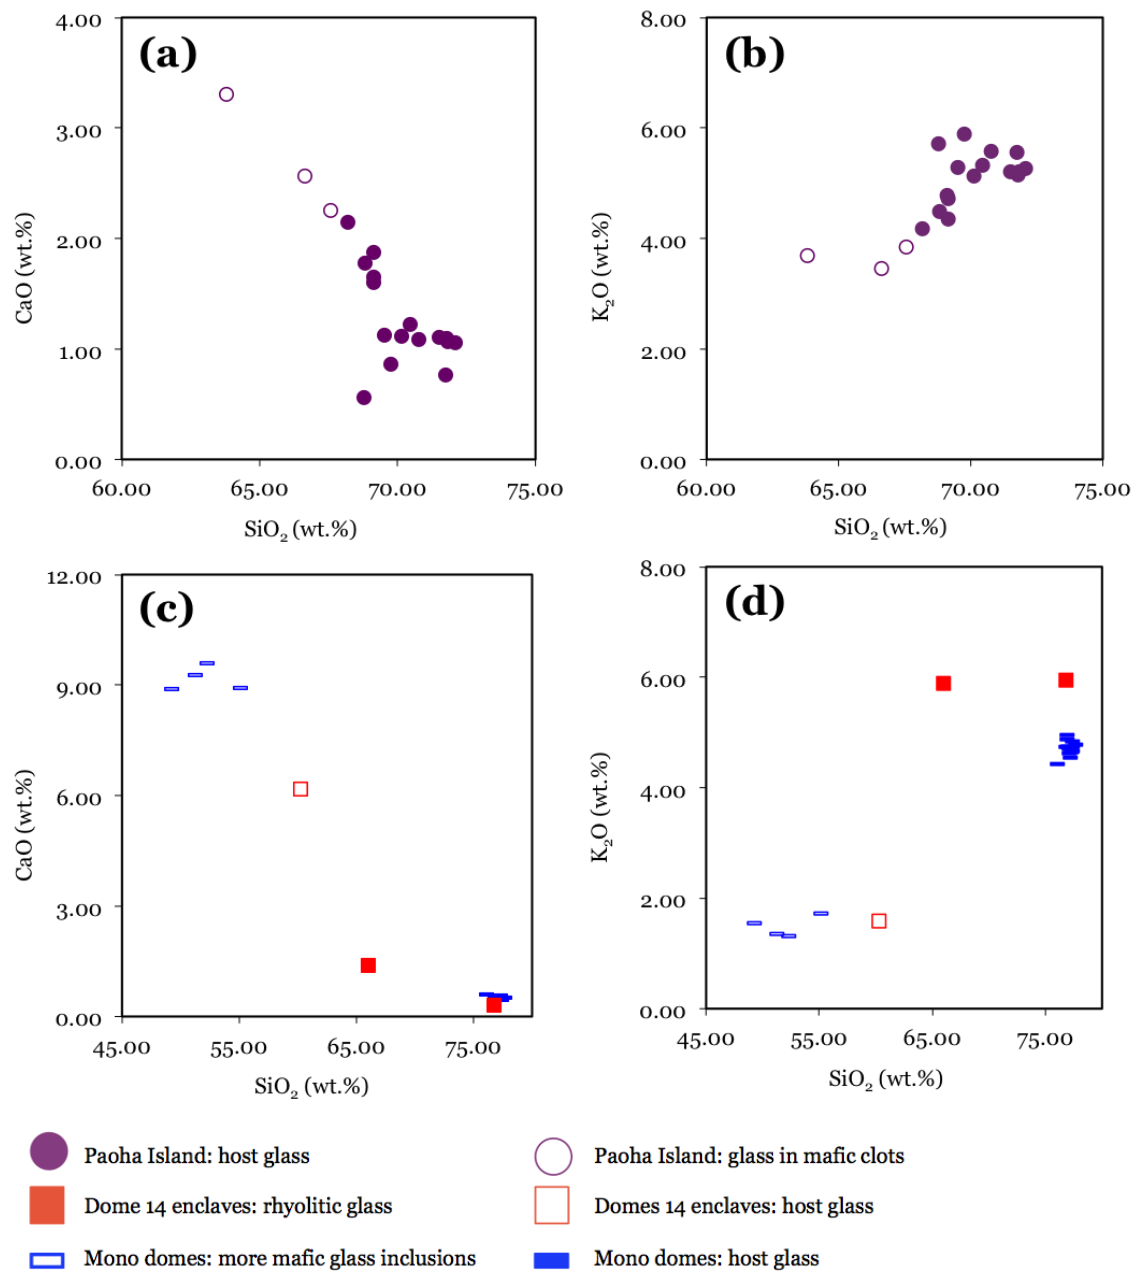 4.00
3.00
2.00
1.00
0.00
(a)
CaO (wt.%)
60.00 65.00 70.00 75.00
SiO₂ (wt.%)
8.00
6.00
4.00
2.00
0.00
(b)
K₂O (wt.%)
60.00 65.00 70.00 75.00
SiO₂ (wt.%)
12.00
9.00
6.00
3.00
0.00
(c)
CaO (wt.%)
45.00 55.00 65.00 75.00
SiO₂ (wt.%)
8.00
6.00
4.00
2.00
0.00
(d)
K₂O (wt.%)
45.00 55.00 65.00 75.00
SiO₂ (wt.%)
Paoha Island: host glass
Paoha Island: glass in mafic clots
Dome 14 enclaves: rhyolitic glass
Domes 14 enclaves: host glass
Mono domes: more mafic glass inclusions
Mono domes: host glass